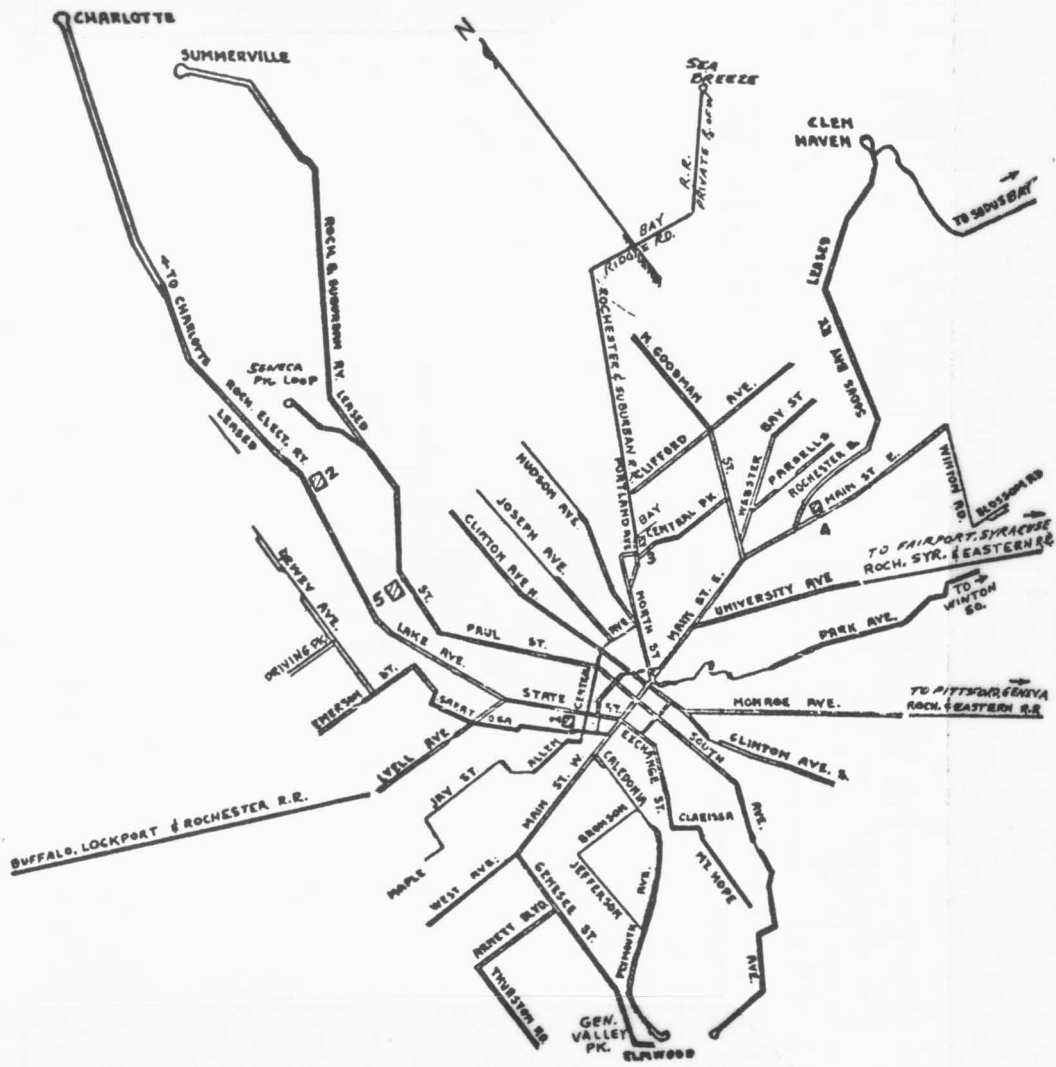 CHARLOTTE
SUMMERVILLE
N
SEA
BREEZE
GLEN
HAVEN
R.R.
PRIVATE R. OF W
TO SODUS BAY
BAY
RIDGE RD.
ROCH & SUBURBAN RY. LEASED
TO CHARLOTTE
ROCH. ELECT. RY.
LEASED
SENECA
PK. LOOP
ROCHESTER & SUBURBAN RY.
N. GOODMAN
ST.
CLIFFORD AVE.
WEBSTER
BAY ST
PARSELLS
LEASED
ROCHESTER & SODUS BAY RY.
MAIN ST E.
WINTON RD.
BLOSSOM RD
2
4
HUDSON AVE.
JOSEPH AVE.
CLINTON AVE N
PORTLAND AVE
BAY
CENTRAL PK
3
NORTH ST
MAIN ST. E.
TO FAIRPORT, SYRACUSE
ROCH. SYR. & EASTERN RR
UNIVERSITY AVE
PARK AVE.
TO
WINTON
SO.
DEWEY AVE.
DRIVING PK.
5
ST.
PAUL ST.
AVE.
LAKE AVE.
EMERSON ST.
SARATOGA
STATE ST.
CENTRAL
1
MONROE AVE.
TO PITTSFORD, GENEVA
ROCH. & EASTERN R.R
LYELL AVE
ALLEN
JAY ST.
MAPLE
BUFFALO, LOCKPORT & ROCHESTER R.R.
MAIN ST. W
EXCHANGE ST.
CALEDONIA
SOUTH
AVE.
AVE.
CLINTON AVE S.
CLARISSA
MT HOPE
BRONSON
JEFFERSON
WEST AVE.
GENESEE ST.
PLYMOUTH AVE.
ARNETT BLVD
THURSTON RD.
GEN.
VALLEY
PK.
ELMWOOD